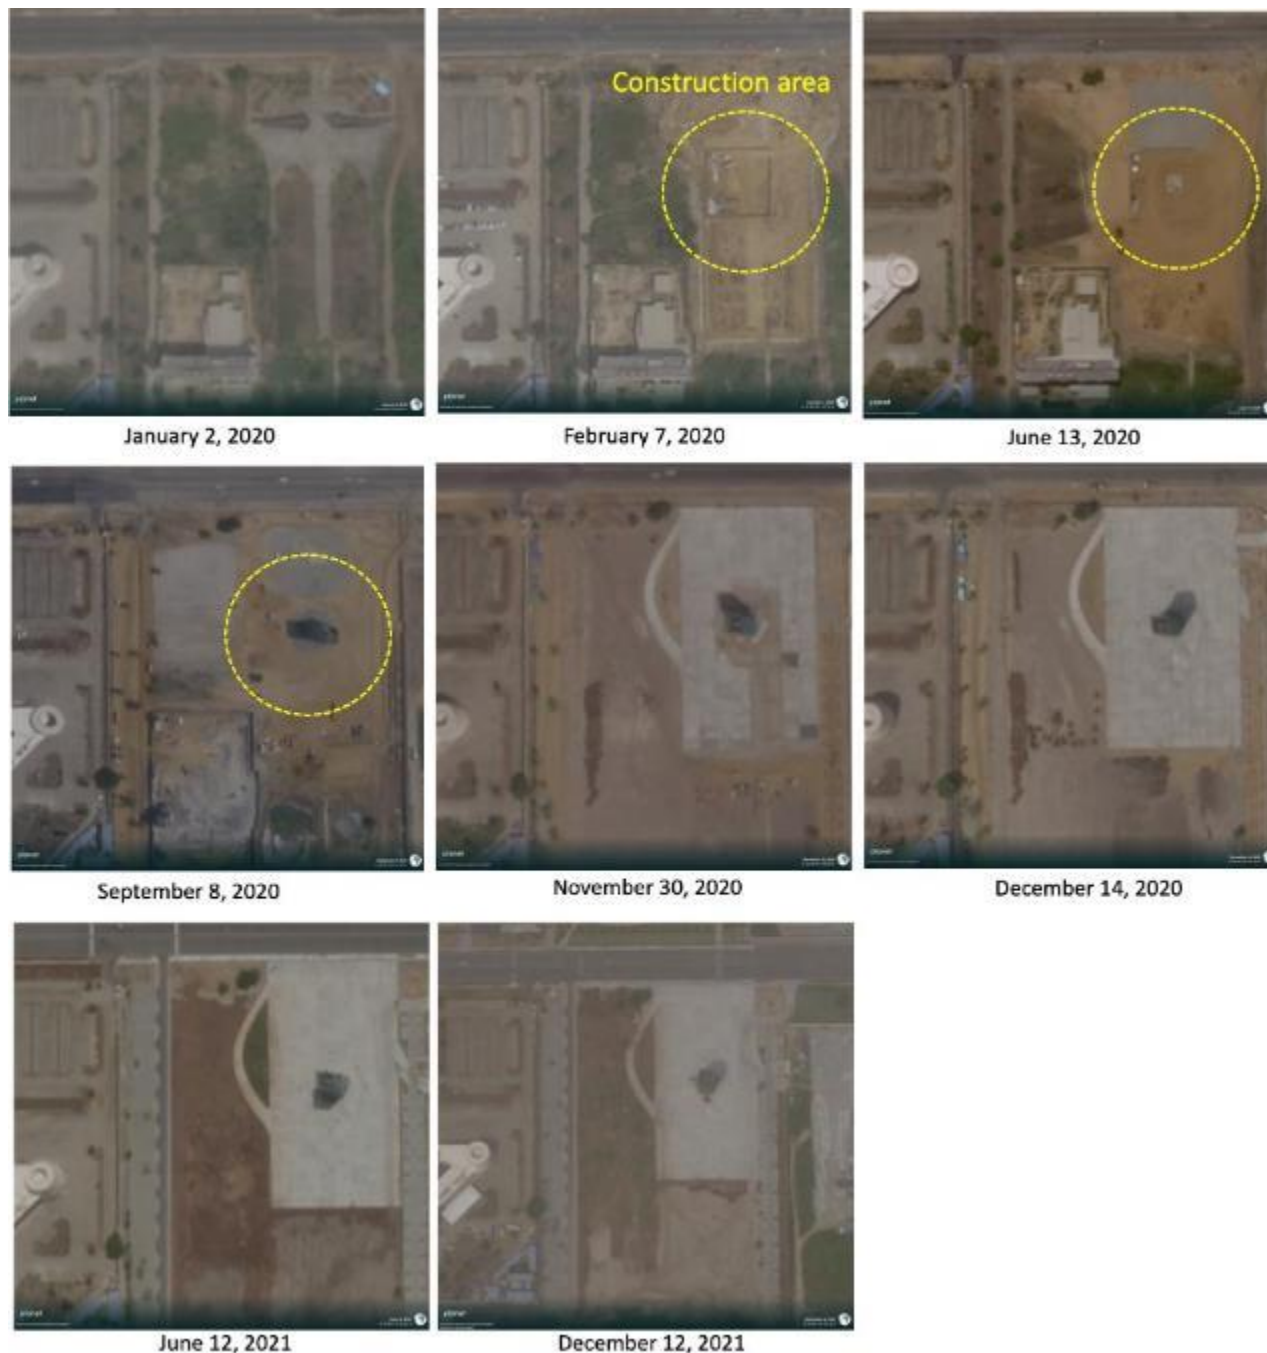 Construction area
January 2, 2020
February 7, 2020
June 13, 2020
September 8, 2020
November 30, 2020
December 14, 2020
June 12, 2021
December 12, 2021